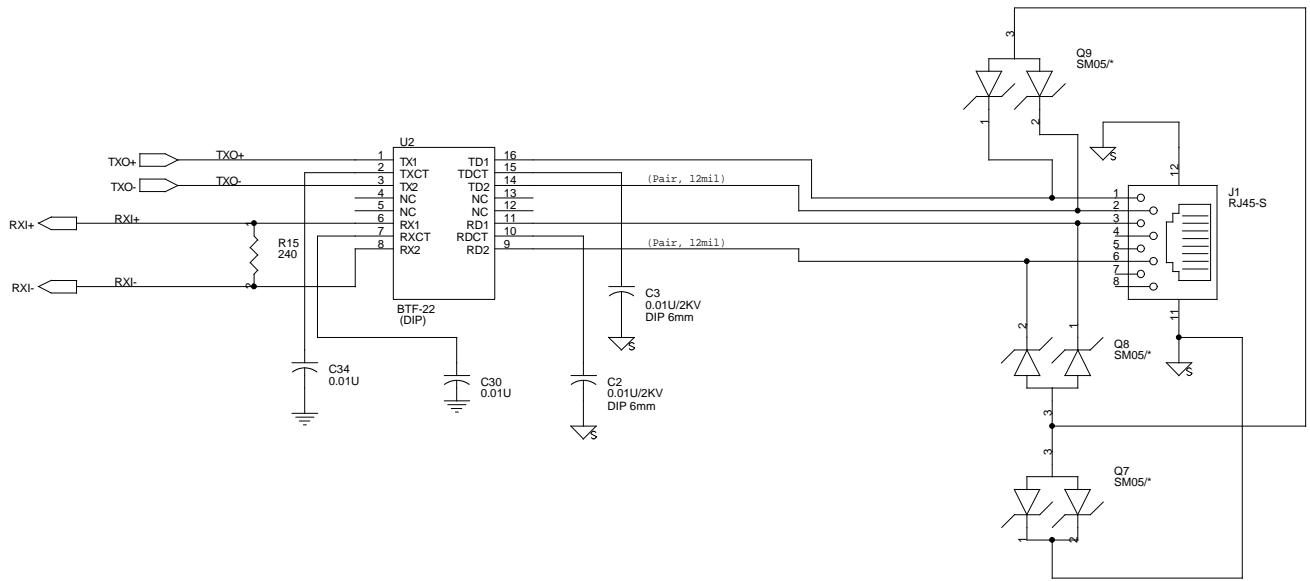 3
Q9
SM05/*
1
2
U2
TXO+
TXO+
1
TX1
TD1
16
12
2
TXCT
TDCT
15
S
TXO-
TXO-
3
TX2
TD2
14
(Pair, 12mil)
4
NC
NC
13
1
J1
RJ45-S
5
NC
NC
12
2
RXI+
RXI+
1
6
RX1
RD1
11
3
7
RXCT
RDCT
10
4
R15
240
8
RX2
RD2
9
(Pair, 12mil)
5
6
7
RXI-
RXI-
2
8
C3
0.01U/2KV
DIP 6mm
BTF-22
(DIP)
11
2
1
S
Q8
SM05/*
S
C34
0.01U
C30
0.01U
C2
0.01U/2KV
DIP 6mm
3
S
3
Q7
SM05/*
1
2